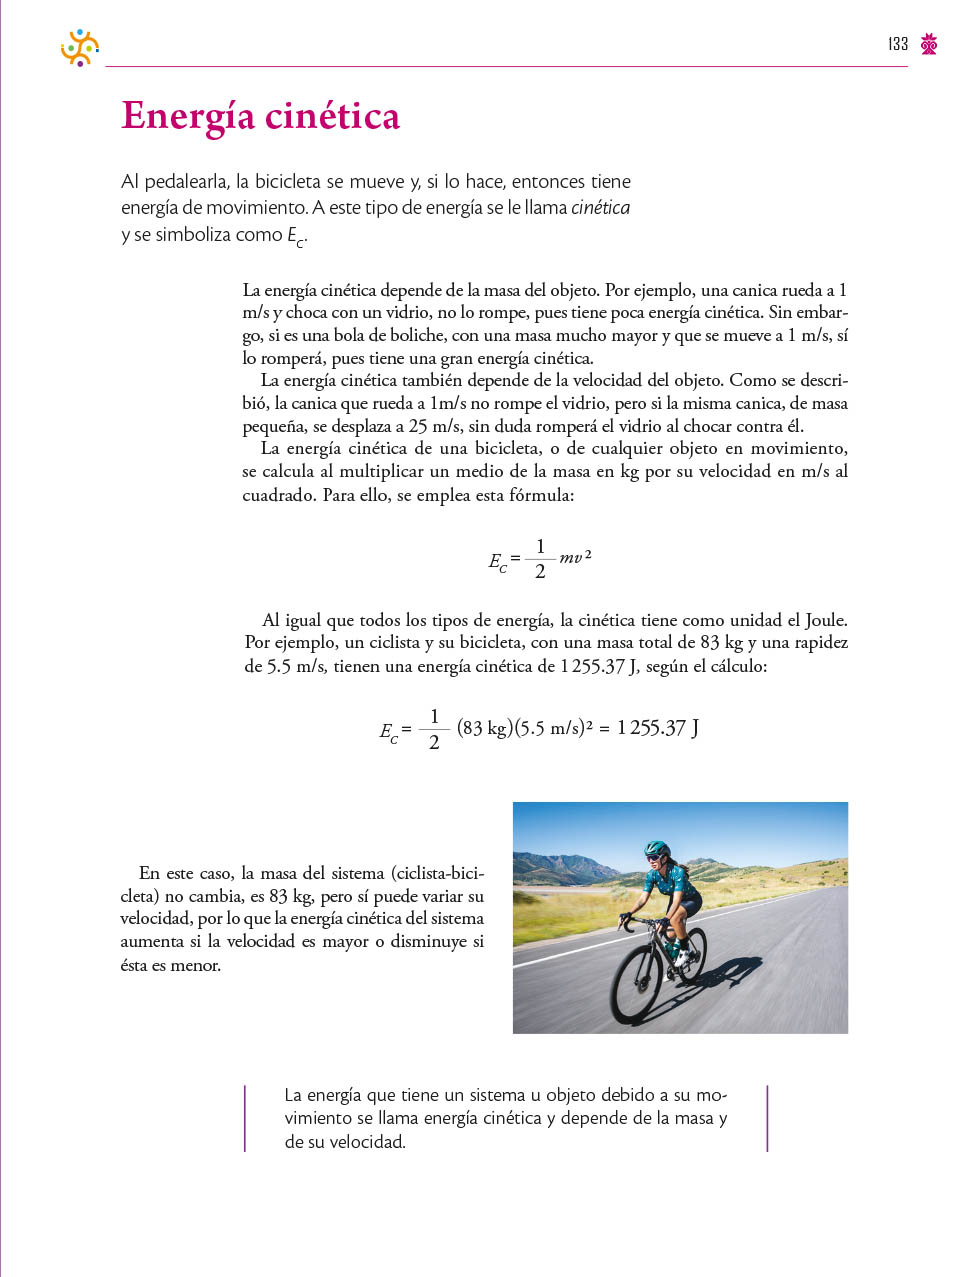 133
Energía cinética
Al pedalearla, la bicicleta se mueve y, si lo hace, entonces tiene
energía de movimiento. A este tipo de energía se le llama cinética
y se simboliza como E_c.
La energía cinética depende de la masa del objeto. Por ejemplo, una canica rueda a 1
m/s y choca con un vidrio, no lo rompe, pues tiene poca energía cinética. Sin embar-
go, si es una bola de boliche, con una masa mucho mayor y que se mueve a 1 m/s, sí
lo romperá, pues tiene una gran energía cinética.
La energía cinética también depende de la velocidad del objeto. Como se descri-
bió, la canica que rueda a 1m/s no rompe el vidrio, pero si la misma canica, de masa
pequeña, se desplaza a 25 m/s, sin duda romperá el vidrio al chocar contra él.
La energía cinética de una bicicleta, o de cualquier objeto en movimiento,
se calcula al multiplicar un medio de la masa en kg por su velocidad en m/s al
cuadrado. Para ello, se emplea esta fórmula:
E_C = 1/2 mv²
Al igual que todos los tipos de energía, la cinética tiene como unidad el Joule.
Por ejemplo, un ciclista y su bicicleta, con una masa total de 83 kg y una rapidez
de 5.5 m/s, tienen una energía cinética de 1 255.37 J, según el cálculo:
E_C = 1/2 (83 kg)(5.5 m/s)² = 1 255.37 J
En este caso, la masa del sistema (ciclista-bici-
cleta) no cambia, es 83 kg, pero sí puede variar su
velocidad, por lo que la energía cinética del sistema
aumenta si la velocidad es mayor o disminuye si
ésta es menor.
La energía que tiene un sistema u objeto debido a su mo-
vimiento se llama energía cinética y depende de la masa y
de su velocidad.